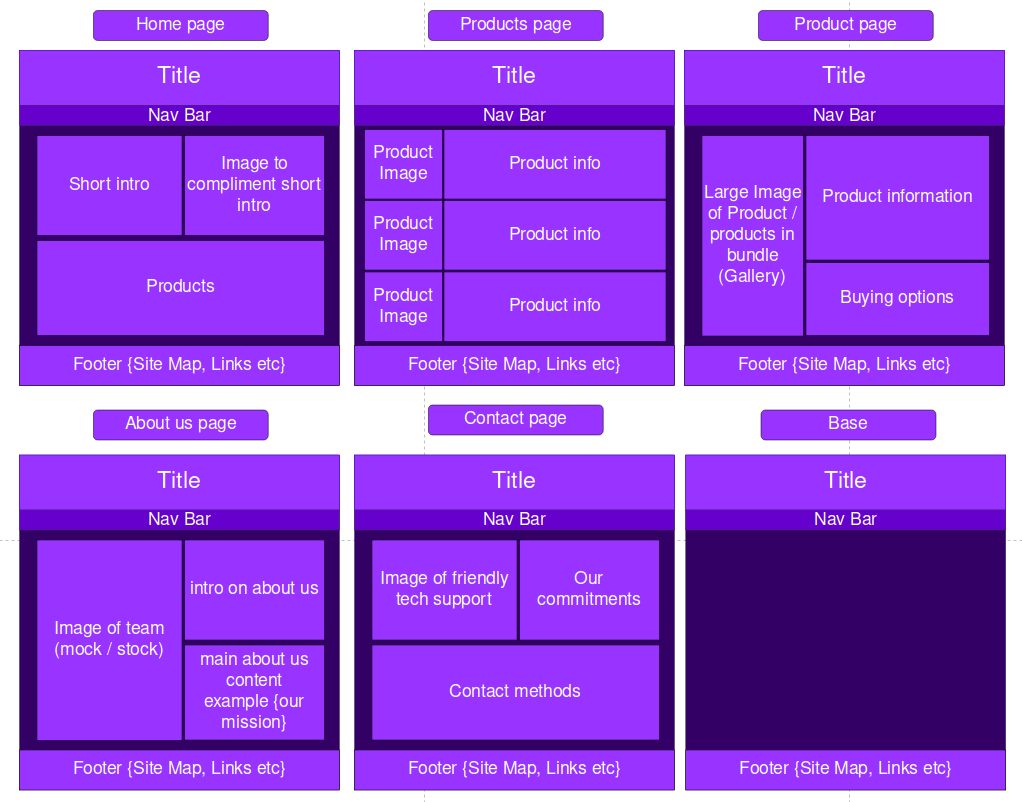 Home page
Title
Nav Bar
Short intro
Image to
compliment short
intro
Products
Footer {Site Map, Links etc}
Products page
Title
Nav Bar
Product
Image
Product info
Product
Image
Product info
Product
Image
Product info
Footer {Site Map, Links etc}
Product page
Title
Nav Bar
Large Image
of Product /
products in
bundle
(Gallery)
Product information
Buying options
Footer {Site Map, Links etc}
About us page
Title
Nav Bar
Image of team
(mock / stock)
intro on about us
main about us
content
example {our
mission}
Footer {Site Map, Links etc}
Contact page
Title
Nav Bar
Image of friendly
tech support
Our
commitments
Contact methods
Footer {Site Map, Links etc}
Base
Title
Nav Bar
Footer {Site Map, Links etc}